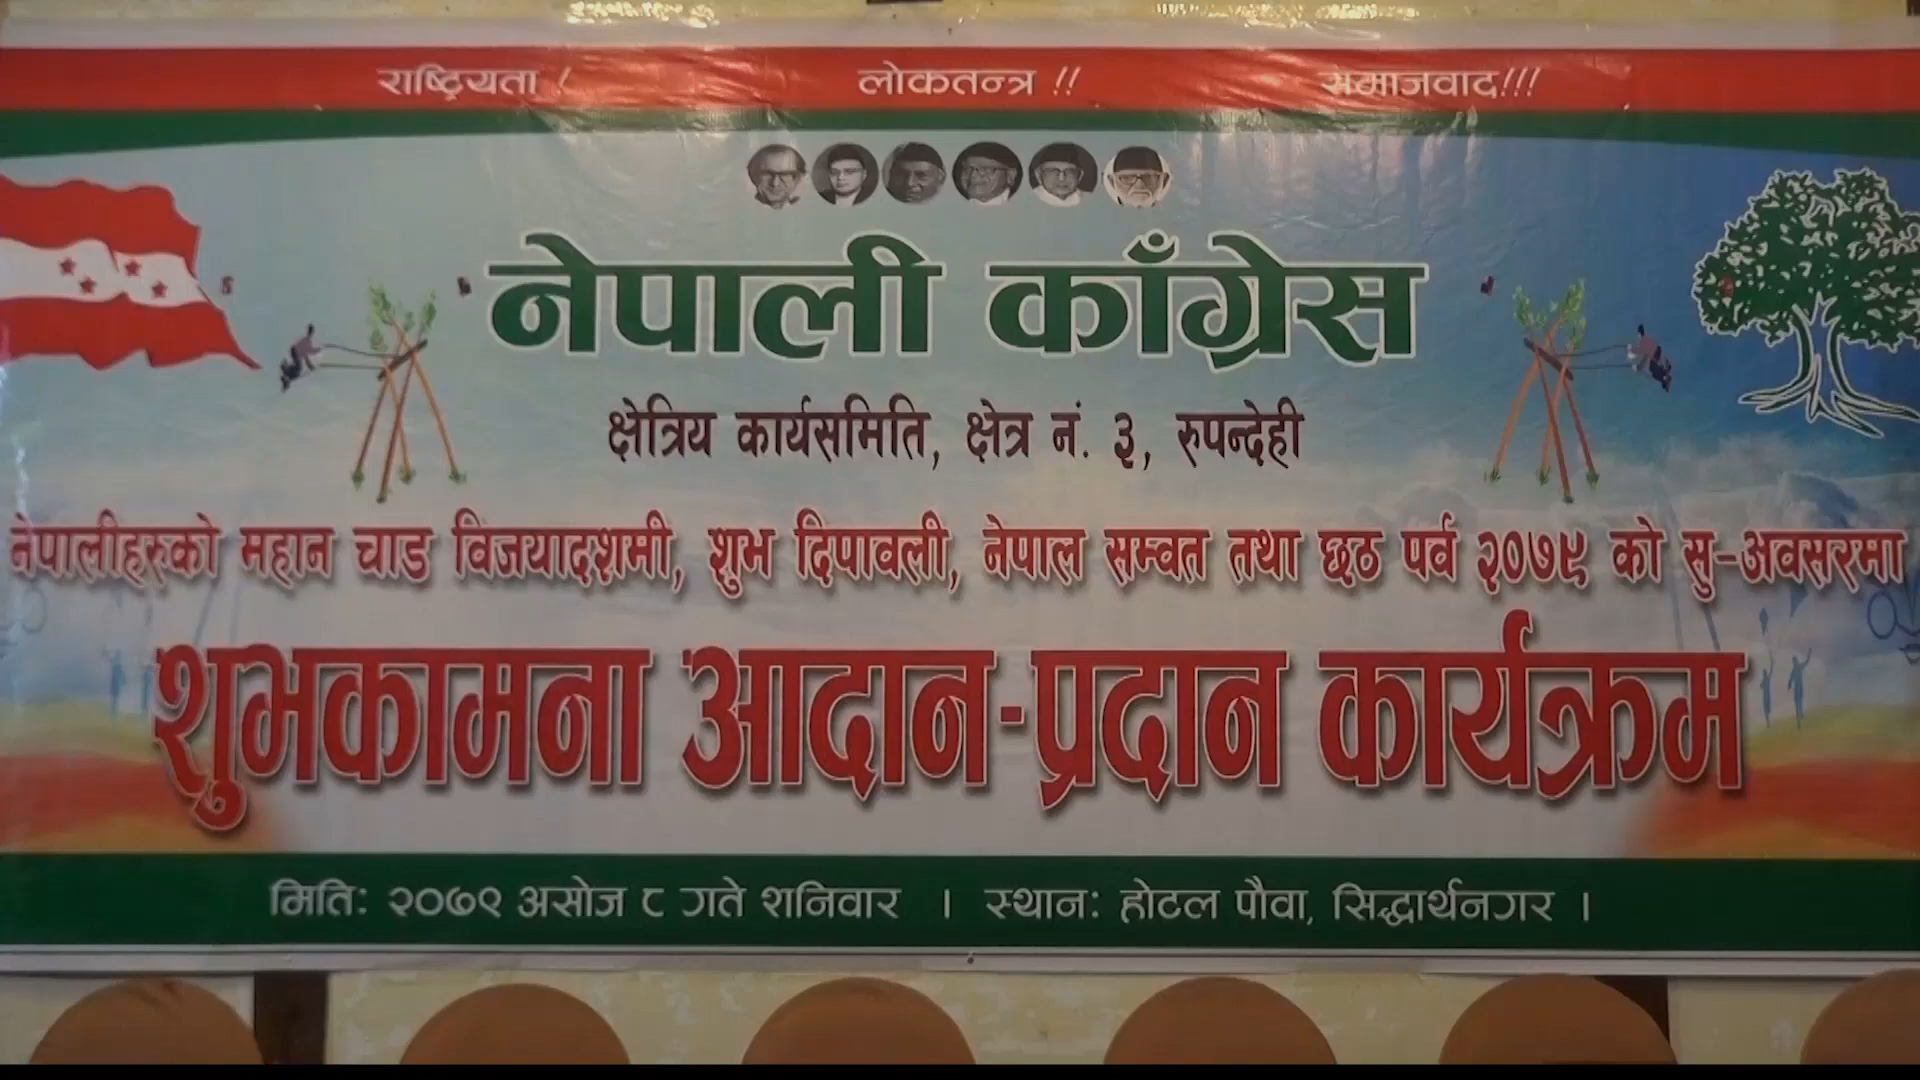 राष्ट्रियता ! लोकतन्त्र !! समाजवाद!!!
नेपाली काँग्रेस
क्षेत्रिय कार्यसमिति, क्षेत्र नं. ३, रुपन्देही
नेपालीहरुको महान चाड विजयादशमी, शुभ दिपावली, नेपाल सम्वत तथा छठ पर्व २०७९ को सु-अवसरमा
शुभकामना आदान-प्रदान कार्यक्रम
मिति: २०७९ असोज ८ गते शनिवार । स्थान: होटल पौवा, सिद्धार्थनगर ।